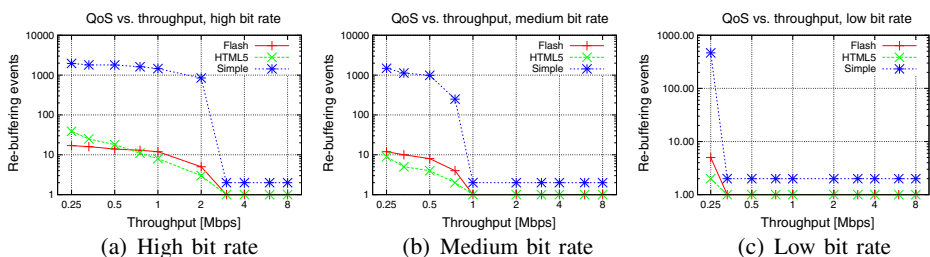 QoS vs. throughput, high bit rate
10000
1000
100
10
1
Re-buffering events
Flash
HTML5
Simple
0.25 0.5 1 2 4 8
Throughput [Mbps]
(a) High bit rate
QoS vs. throughput, medium bit rate
10000
1000
100
10
1
Re-buffering events
Flash
HTML5
Simple
0.25 0.5 1 2 4 8
Throughput [Mbps]
(b) Medium bit rate
QoS vs. throughput, low bit rate
1000.00
100.00
10.00
1.00
Re-buffering events
Flash
HTML5
Simple
0.25 0.5 1 2 4 8
Throughput [Mbps]
(c) Low bit rate